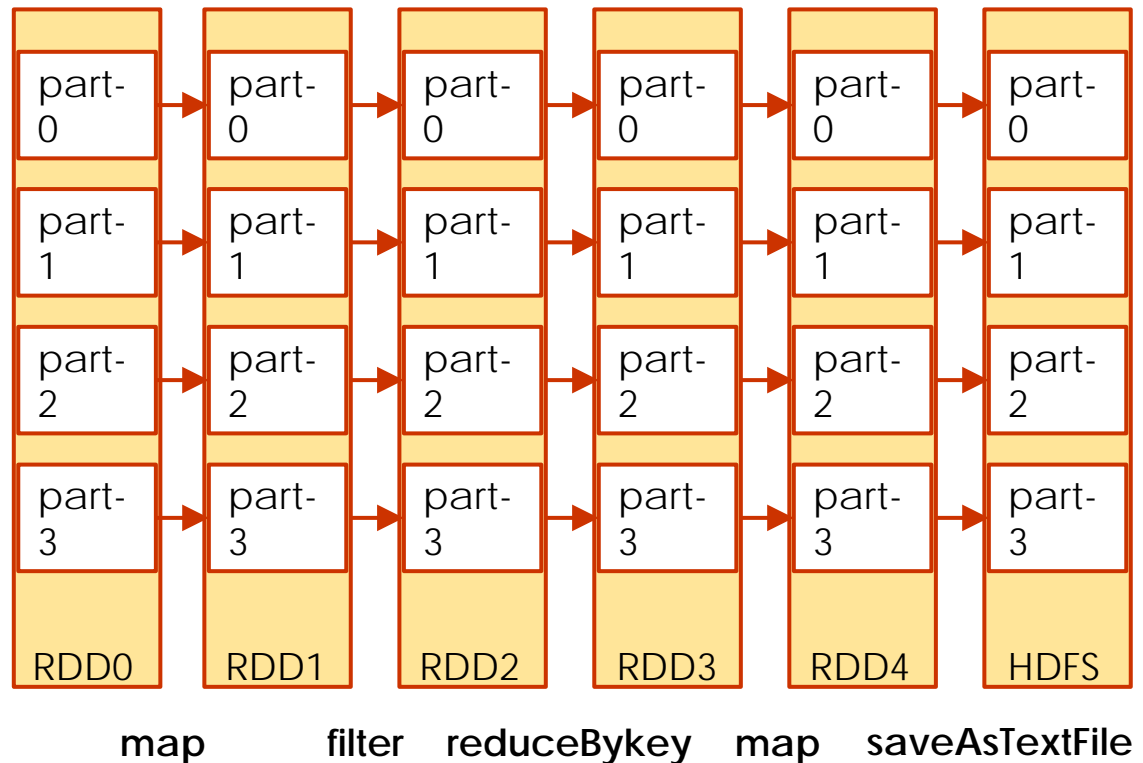 part-
0
part-
0
part-
0
part-
0
part-
0
part-
0
part-
1
part-
1
part-
1
part-
1
part-
1
part-
1
part-
2
part-
2
part-
2
part-
2
part-
2
part-
2
part-
3
part-
3
part-
3
part-
3
part-
3
part-
3
RDD0
RDD1
RDD2
RDD3
RDD4
HDFS
map
filter
reduceBykey
map
saveAsTextFile